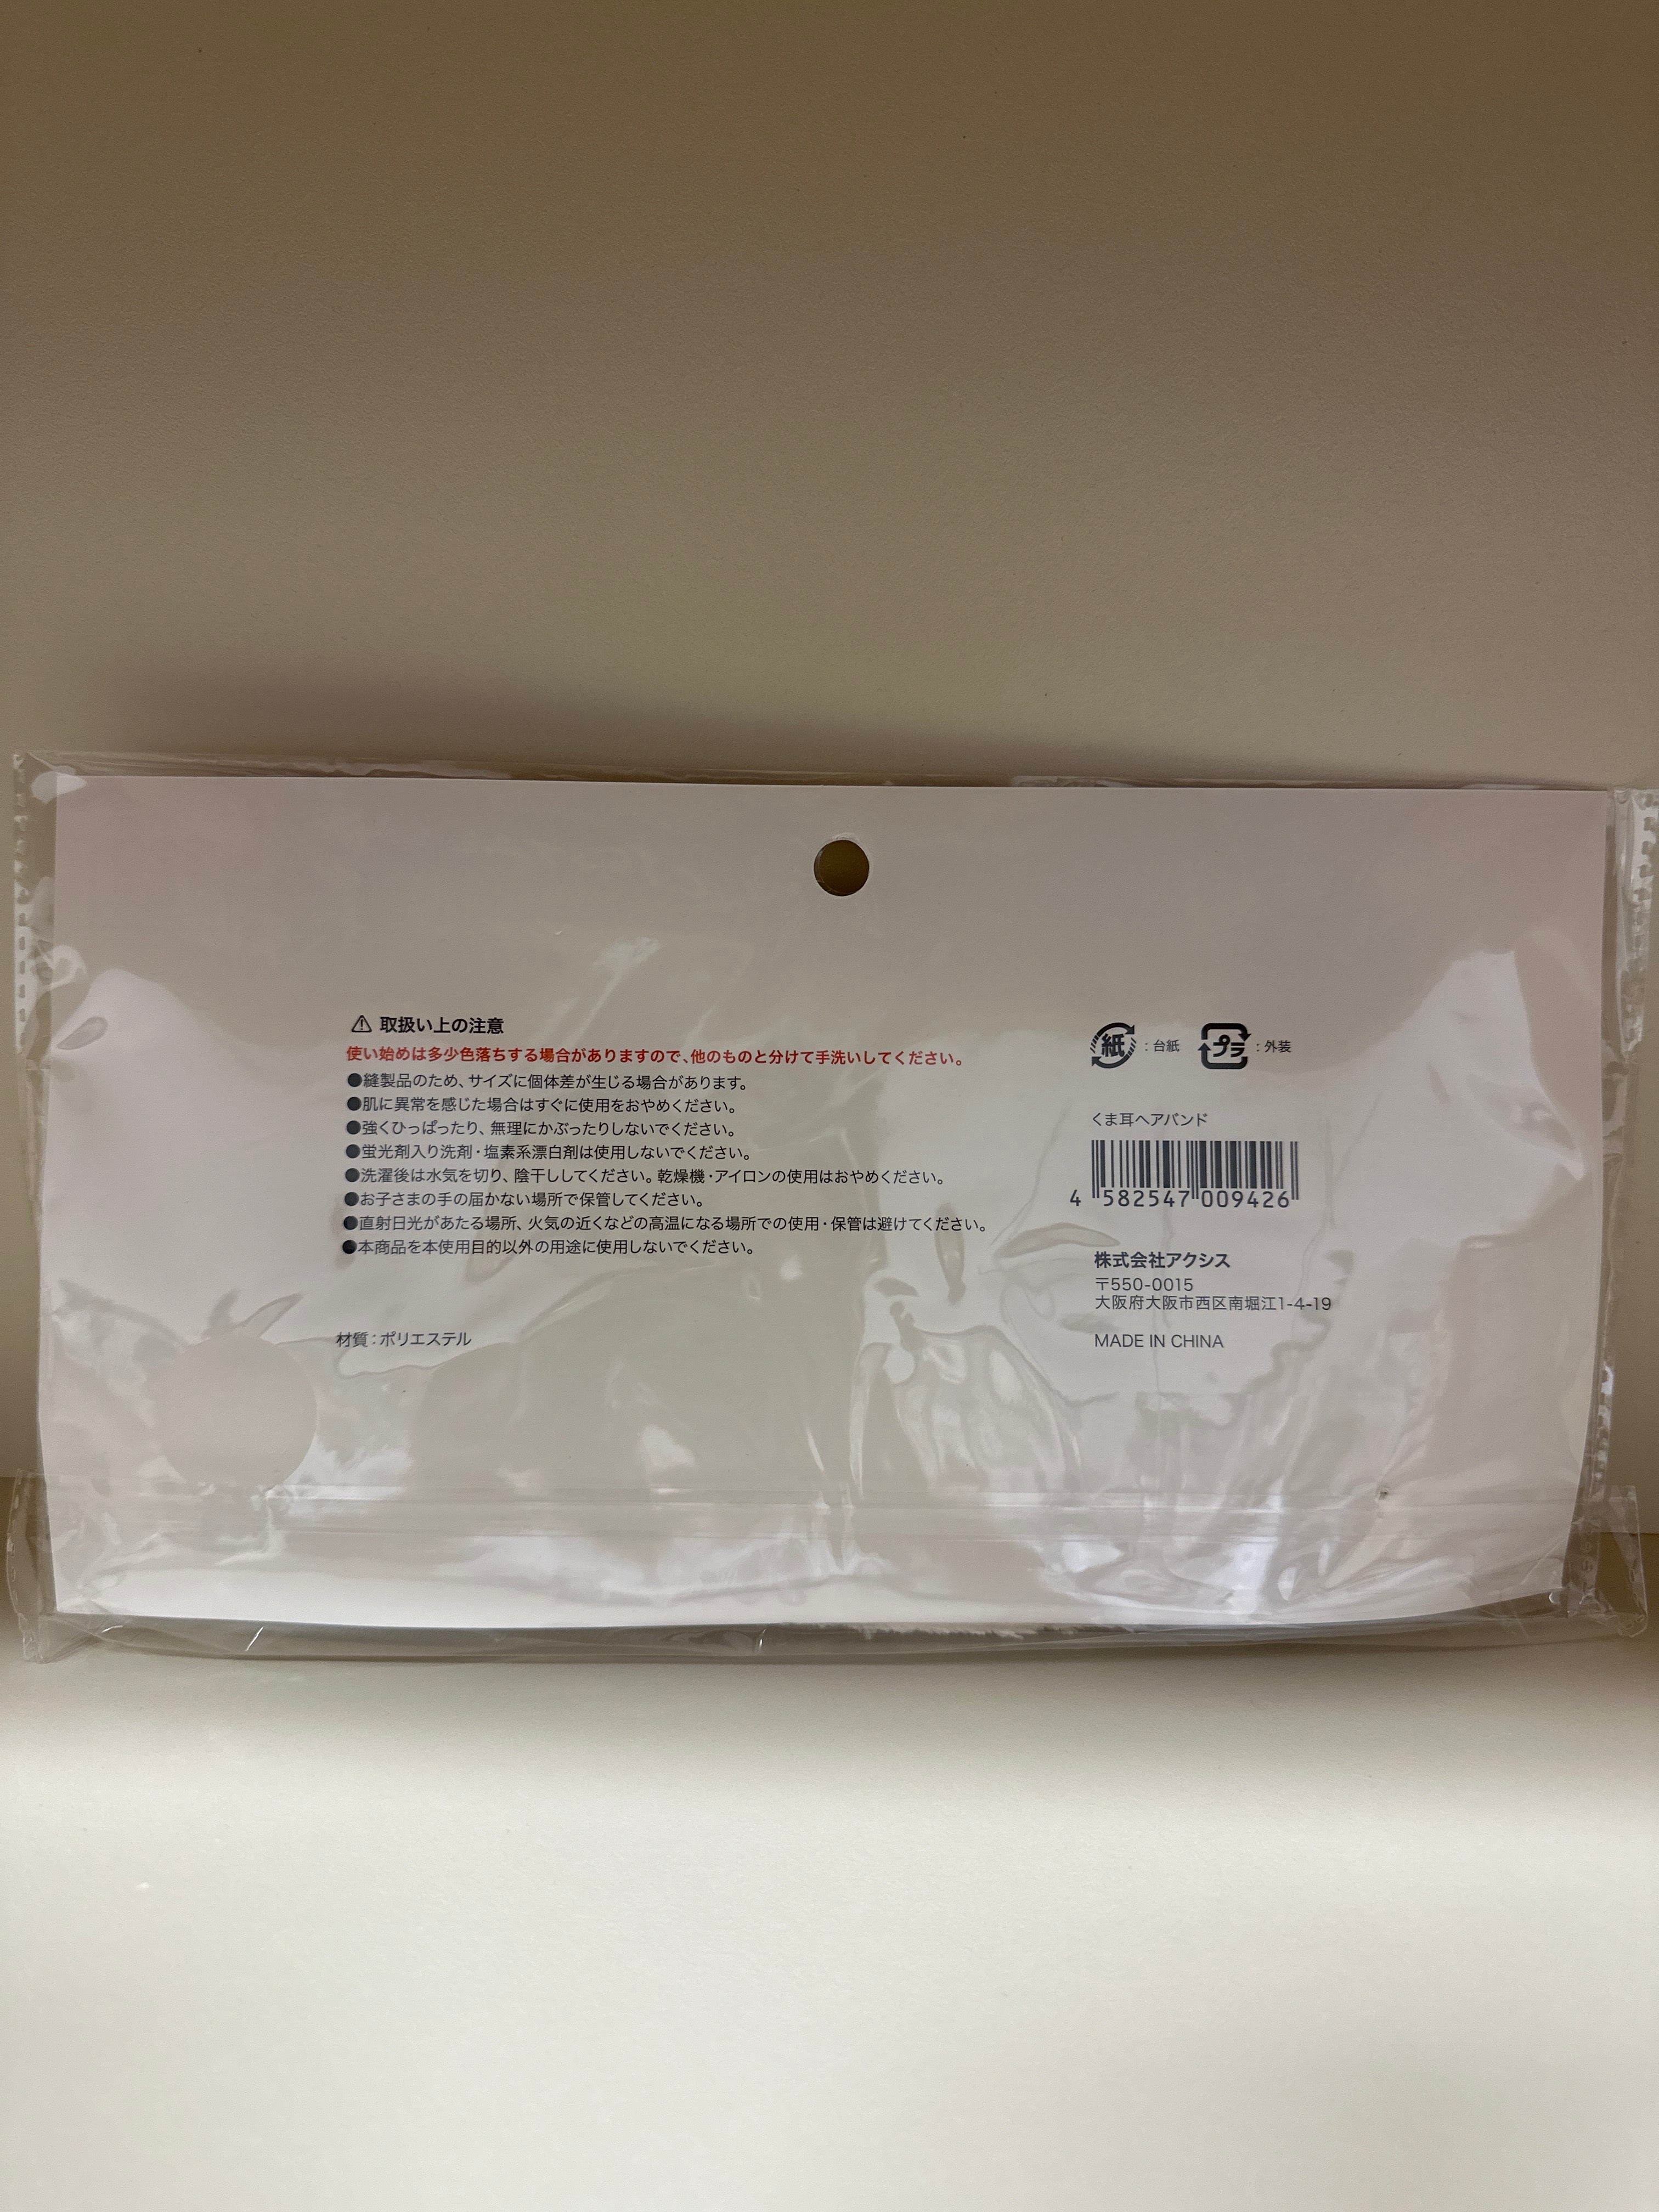 ⚠ 取扱い上の注意
使い始めは多少色落ちする場合がありますので、他のものと分けて手洗いしてください。
●縫製品のため、サイズに個体差が生じる場合があります。
●肌に異常を感じた場合はすぐに使用をおやめください。
●強くひっぱったり、無理にかぶったりしないでください。
●蛍光剤入り洗剤・塩素系漂白剤は使用しないでください。
●洗濯後は水気を切り、陰干ししてください。乾燥機・アイロンの使用はおやめください。
●お子さまの手の届かない場所で保管してください。
●直射日光があたる場所、火気の近くなどの高温になる場所での使用・保管は避けてください。
●本商品を本使用目的以外の用途に使用しないでください。
材質：ポリエステル
紙：台紙 プラ：外装
くま耳ヘアバンド
4 582547 009426
株式会社アクシス
〒550-0015
大阪府大阪市西区南堀江1-4-19
MADE IN CHINA